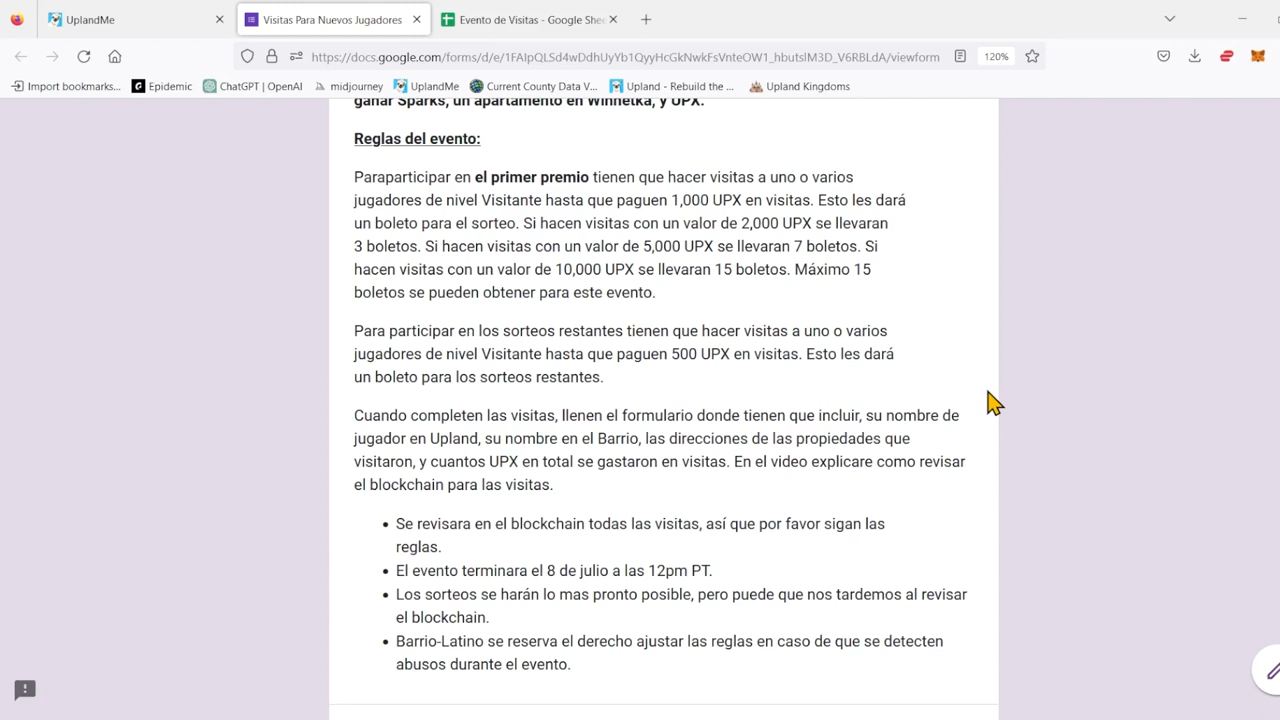 UplandMe
Visitas Para Nuevos Jugadores
Evento de Visitas - Google Shee
https://docs.google.com/forms/d/e/1FAIpQLSd4wDdhUyYb1QyyHcGkNwkFsVnteOW1_hbutslM3D_V6RBLdA/viewform
120%
Import bookmarks...
Epidemic
ChatGPT | OpenAI
midjourney
UplandMe
Current County Data V...
Upland - Rebuild the ...
Upland Kingdoms
ganar Sparks, un apartamento en Winnetka, y UPX.
Reglas del evento:
Paraparticipar en el primer premio tienen que hacer visitas a uno o varios
jugadores de nivel Visitante hasta que paguen 1,000 UPX en visitas. Esto les dará
un boleto para el sorteo. Si hacen visitas con un valor de 2,000 UPX se llevaran
3 boletos. Si hacen visitas con un valor de 5,000 UPX se llevaran 7 boletos. Si
hacen visitas con un valor de 10,000 UPX se llevaran 15 boletos. Máximo 15
boletos se pueden obtener para este evento.
Para participar en los sorteos restantes tienen que hacer visitas a uno o varios
jugadores de nivel Visitante hasta que paguen 500 UPX en visitas. Esto les dará
un boleto para los sorteos restantes.
Cuando completen las visitas, llenen el formulario donde tienen que incluir, su nombre de
jugador en Upland, su nombre en el Barrio, las direcciones de las propiedades que
visitaron, y cuantos UPX en total se gastaron en visitas. En el video explicare como revisar
el blockchain para las visitas.
• Se revisara en el blockchain todas las visitas, así que por favor sigan las
reglas.
• El evento terminara el 8 de julio a las 12pm PT.
• Los sorteos se harán lo mas pronto posible, pero puede que nos tardemos al revisar
el blockchain.
• Barrio-Latino se reserva el derecho ajustar las reglas en caso de que se detecten
abusos durante el evento.